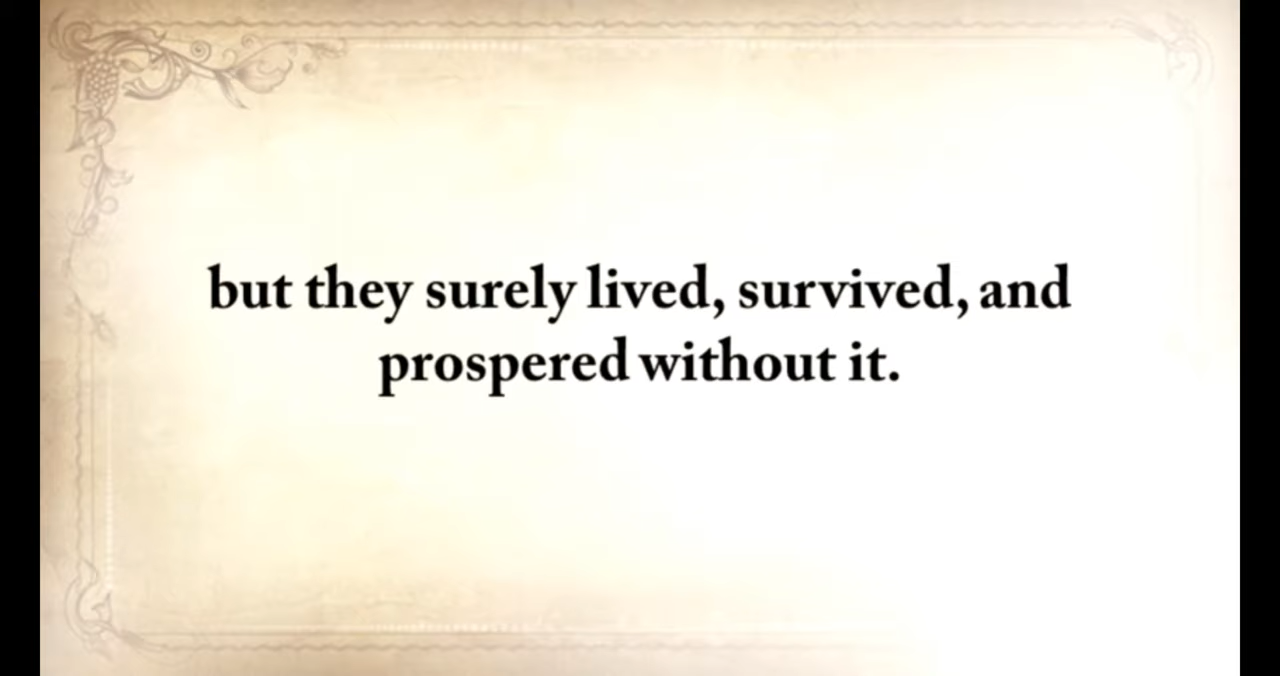 but they surely lived, survived, and
prospered without it.